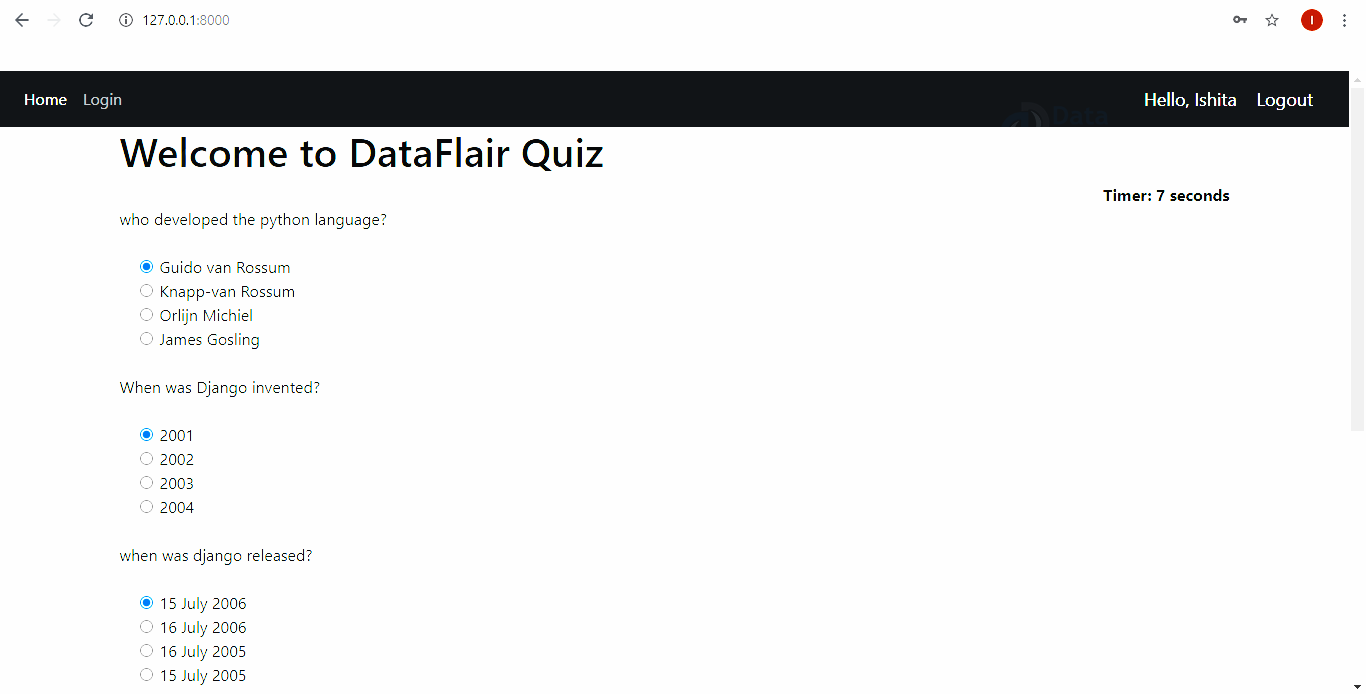 127.0.0.1:8000
I
Home Login Data Hello, Ishita Logout
Welcome to DataFlair Quiz
Timer: 7 seconds
who developed the python language?
Guido van Rossum
Knapp-van Rossum
Orlijn Michiel
James Gosling
When was Django invented?
2001
2002
2003
2004
when was django released?
15 July 2006
16 July 2006
16 July 2005
15 July 2005